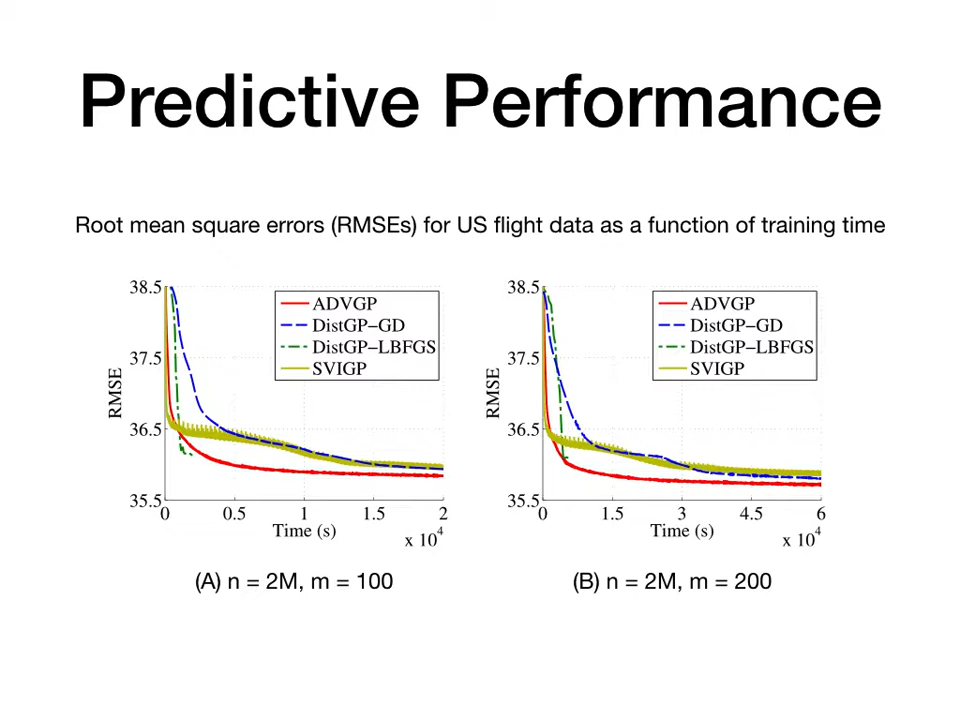 Predictive Performance
Root mean square errors (RMSEs) for US flight data as a function of training time
38.5
37.5
36.5
35.5
RMSE
ADVGP
DistGP−GD
DistGP−LBFGS
SVIGP
0 0.5 1 1.5 2
Time (s)
x 10^4
(A) n = 2M, m = 100
38.5
37.5
36.5
35.5
RMSE
ADVGP
DistGP−GD
DistGP−LBFGS
SVIGP
0 1.5 3 4.5 6
Time (s)
x 10^4
(B) n = 2M, m = 200